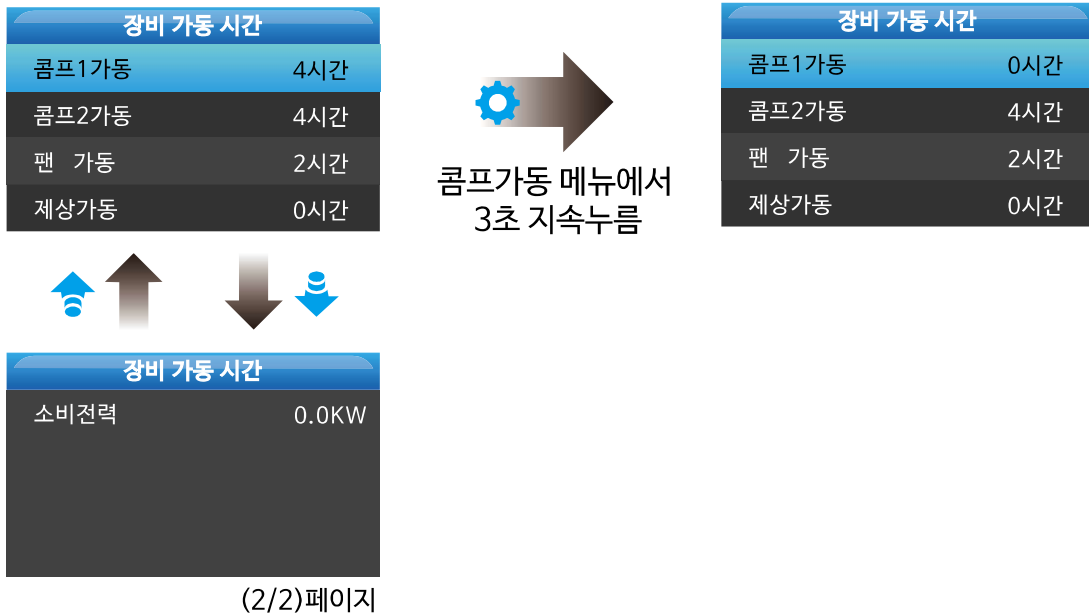 장비 가동 시간
콤프1가동 4시간
콤프2가동 4시간
팬 가동 2시간
제상가동 0시간
콤프가동 메뉴에서
3초 지속누름
장비 가동 시간
콤프1가동 0시간
콤프2가동 4시간
팬 가동 2시간
제상가동 0시간
장비 가동 시간
소비전력 0.0KW
(2/2)페이지